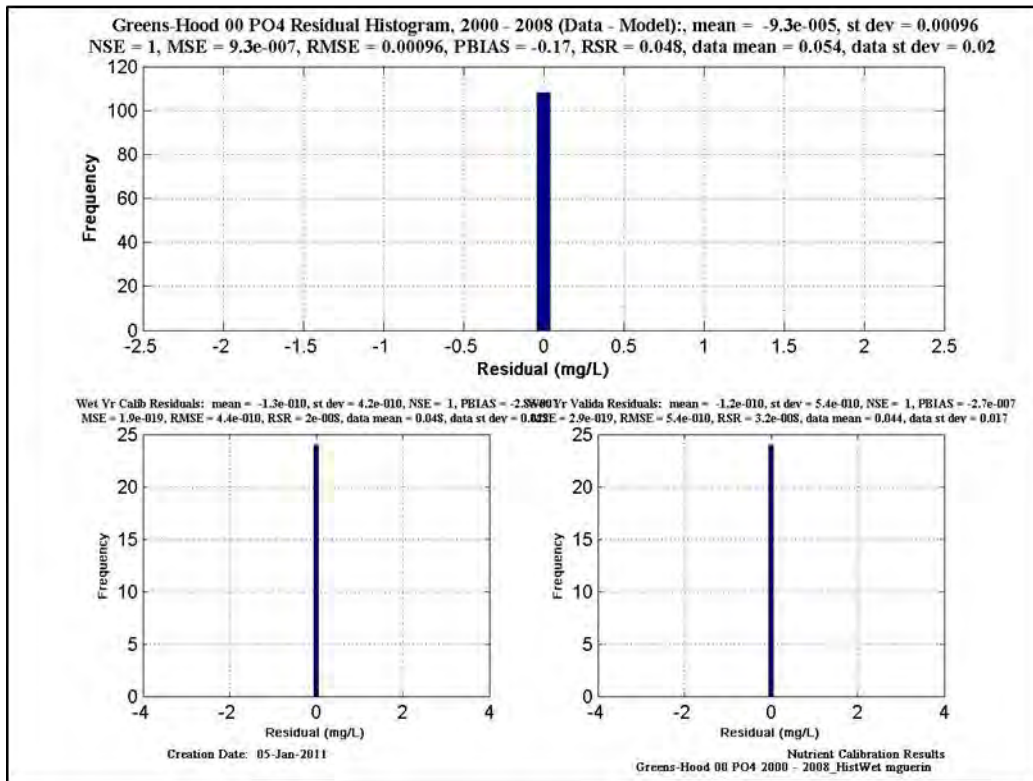 Greens-Hood 00 PO4 Residual Histogram, 2000 - 2008 (Data - Model):, mean = -9.3e-005, st dev = 0.00096
NSE = 1, MSE = 9.3e-007, RMSE = 0.00096, PBIAS = -0.17, RSR = 0.048, data mean = 0.054, data st dev = 0.02
120
100
80
60
40
20
0
Frequency
-2.5 -2 -1.5 -1 -0.5 0 0.5 1 1.5 2 2.5
Residual (mg/L)
Wet Yr Calib Residuals: mean = -1.3e-010, st dev = 4.2e-010, NSE = 1, PBIAS =
MSE = 1.9e-019, RMSE = 4.4e-010, RSR = 2e-008, data mean = 0.048, data st dev =
25
20
15
10
5
0
Frequency
-4 -2 0 2 4
Residual (mg/L)
Yr Valida Residuals: mean = -1.2e-010, st dev = 5.4e-010, NSE = 1, PBIAS = -2.7e-007
= 2.9e-019, RMSE = 5.4e-010, RSR = 3.2e-008, data mean = 0.044, data st dev = 0.017
25
20
15
10
5
0
Frequency
-4 -2 0 2 4
Residual (mg/L)
Creation Date: 05-Jan-2011
Nutrient Calibration Results
Greens-Hood 00 PO4 2000 - 2008_HistWet mguerin